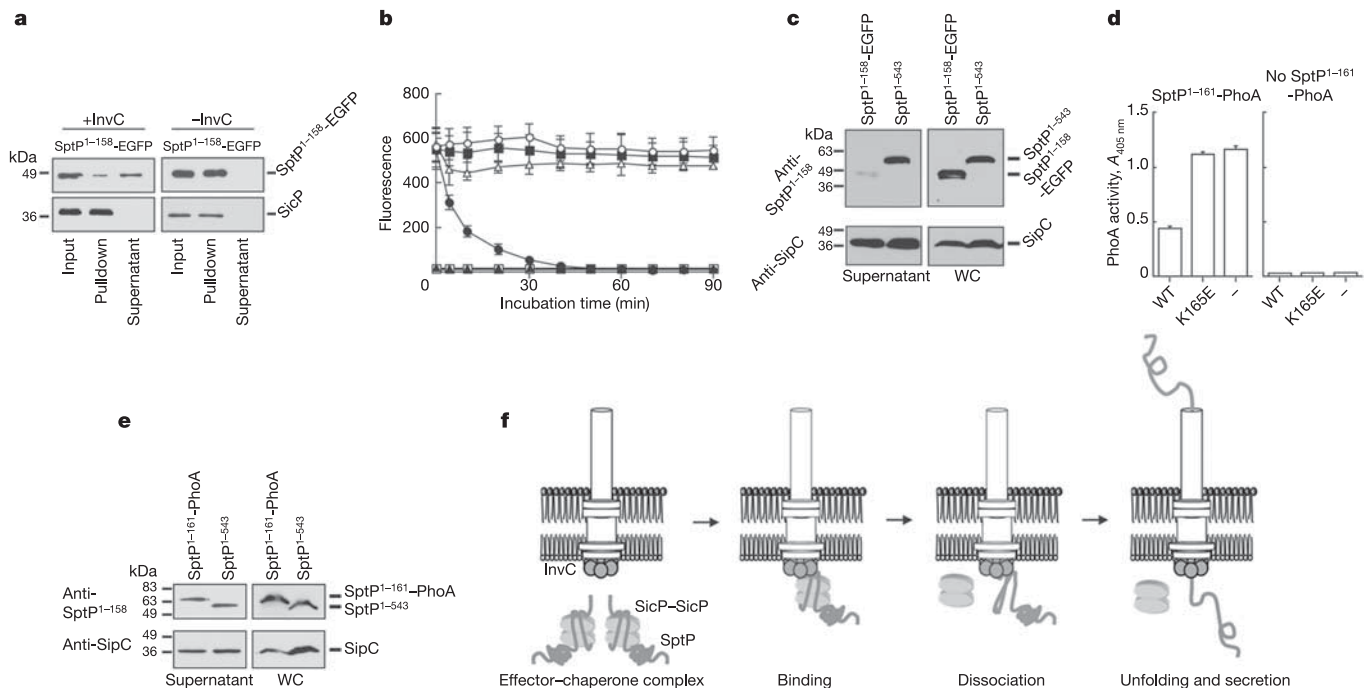 a
+InvC
−InvC
SptP1–158-EGFP
SptP1–158-EGFP
kDa
49
36
SptP1–158-EGFP
SicP
Input
Pulldown
Supernatant
Input
Pulldown
Supernatant
b
Fluorescence
800
600
400
200
0
0
30
60
90
Incubation time (min)
c
SptP1–158-EGFP
SptP1–543
SptP1–158-EGFP
SptP1–543
kDa
63
49
36
Anti-
SptP1–158
SptP1–543
SptP1–158
-EGFP
49
36
Anti-SipC
SipC
Supernatant
WC
d
SptP1–161-PhoA
No SptP1–161
-PhoA
PhoA activity, A405 nm
1.5
1.0
0.5
0
WT
K165E
–
WT
K165E
–
e
SptP1–161-PhoA
SptP1–543
SptP1–161-PhoA
SptP1–543
kDa
83
63
49
Anti-
SptP1–158
SptP1–161–PhoA
SptP1–543
49
36
Anti-SipC
SipC
Supernatant
WC
f
InvC
SicP–SicP
SptP
Effector–chaperone complex
Binding
Dissociation
Unfolding and secretion